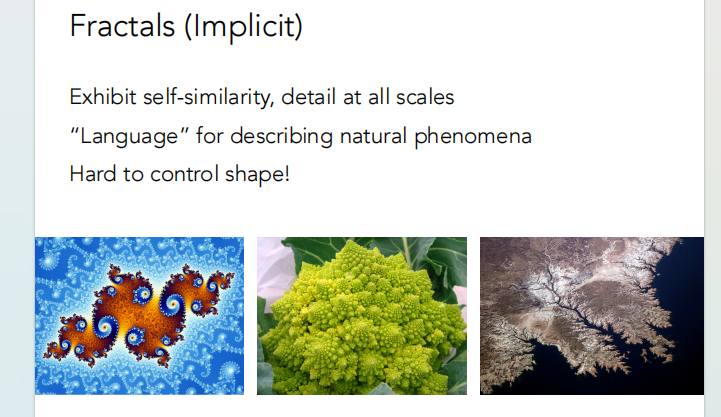 Fractals (Implicit)
Exhibit self-similarity, detail at all scales
“Language” for describing natural phenomena
Hard to control shape!